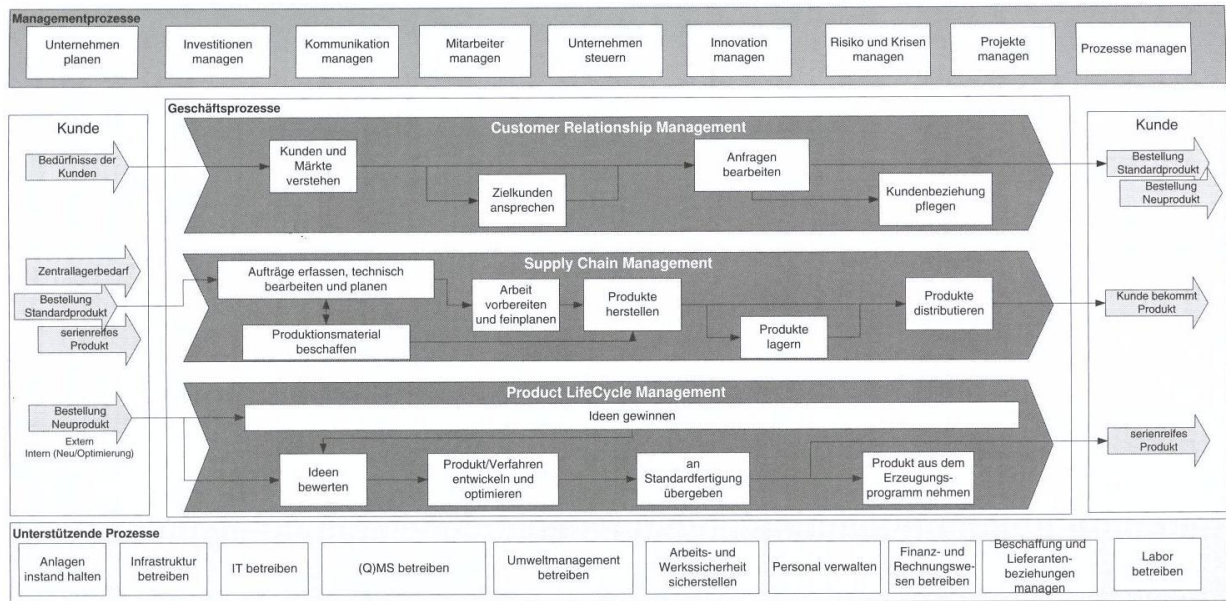 Managementprozesse
Unternehmen
planen
Investitionen
managen
Kommunikation
managen
Mitarbeiter
managen
Unternehmen
steuern
Innovation
managen
Risiko und Krisen
managen
Projekte
managen
Prozesse managen
Geschäftsprozesse
Kunde
Bedürfnisse der
Kunden
Customer Relationship Management
Kunden und
Märkte
verstehen
Zielkunden
ansprechen
Anfragen
bearbeiten
Kundenbeziehung
pflegen
Kunde
Bestellung
Standardprodukt
Bestellung
Neuprodukt
Zentrallagerbedarf
Bestellung
Standardprodukt
serienreifes
Produkt
Supply Chain Management
Aufträge erfassen, technisch
bearbeiten und planen
Produktionsmaterial
beschaffen
Arbeit
vorbereiten
und feinplanen
Produkte
herstellen
Produkte
lagern
Produkte
distributieren
Kunde bekommt
Produkt
Bestellung
Neuprodukt
Extern
Intern (Neu/Optimierung)
Product LifeCycle Management
Ideen gewinnen
Ideen
bewerten
Produkt/Verfahren
entwickeln und
optimieren
an
Standardfertigung
übergeben
Produkt aus dem
Erzeugungs-
programm nehmen
serienreifes
Produkt
Unterstützende Prozesse
Anlagen
instand halten
Infrastruktur
betreiben
IT betreiben
(Q)MS betreiben
Umweltmanagement
betreiben
Arbeits- und
Werkssicherheit
sicherstellen
Personal verwalten
Finanz- und
Rechnungswe-
sen betreiben
Beschaffung und
Lieferanten-
beziehungen
managen
Labor
betreiben